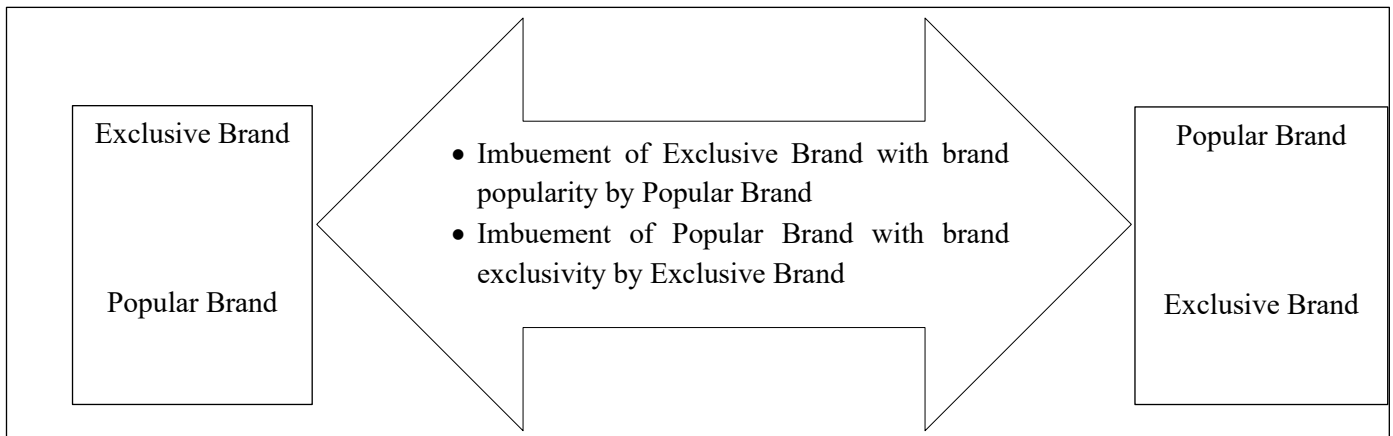 Exclusive Brand
Popular Brand
• Imbuement of Exclusive Brand with brand
popularity by Popular Brand
• Imbuement of Popular Brand with brand
exclusivity by Exclusive Brand
Popular Brand
Exclusive Brand